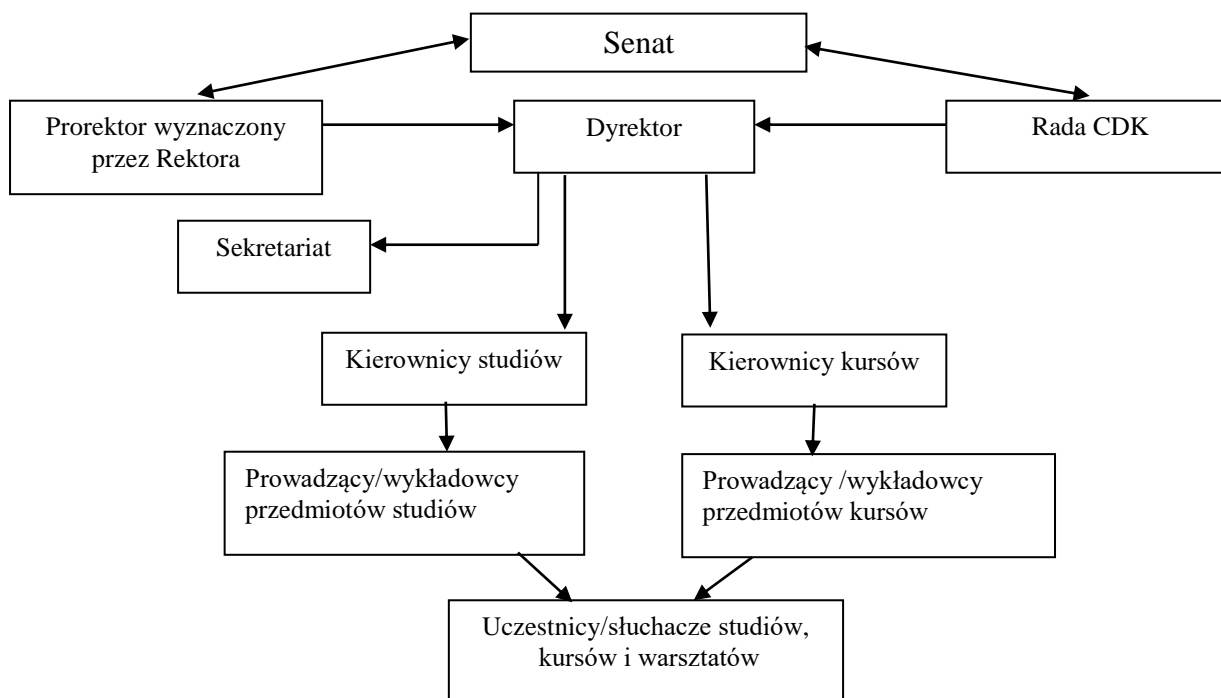 Senat
Prorektor wyznaczony
przez Rektora
Dyrektor
Rada CDK
Sekretariat
Kierownicy studiów
Kierownicy kursów
Prowadzący/wykładowcy
przedmiotów studiów
Prowadzący /wykładowcy
przedmiotów kursów
Uczestnicy/słuchacze studiów,
kursów i warsztatów